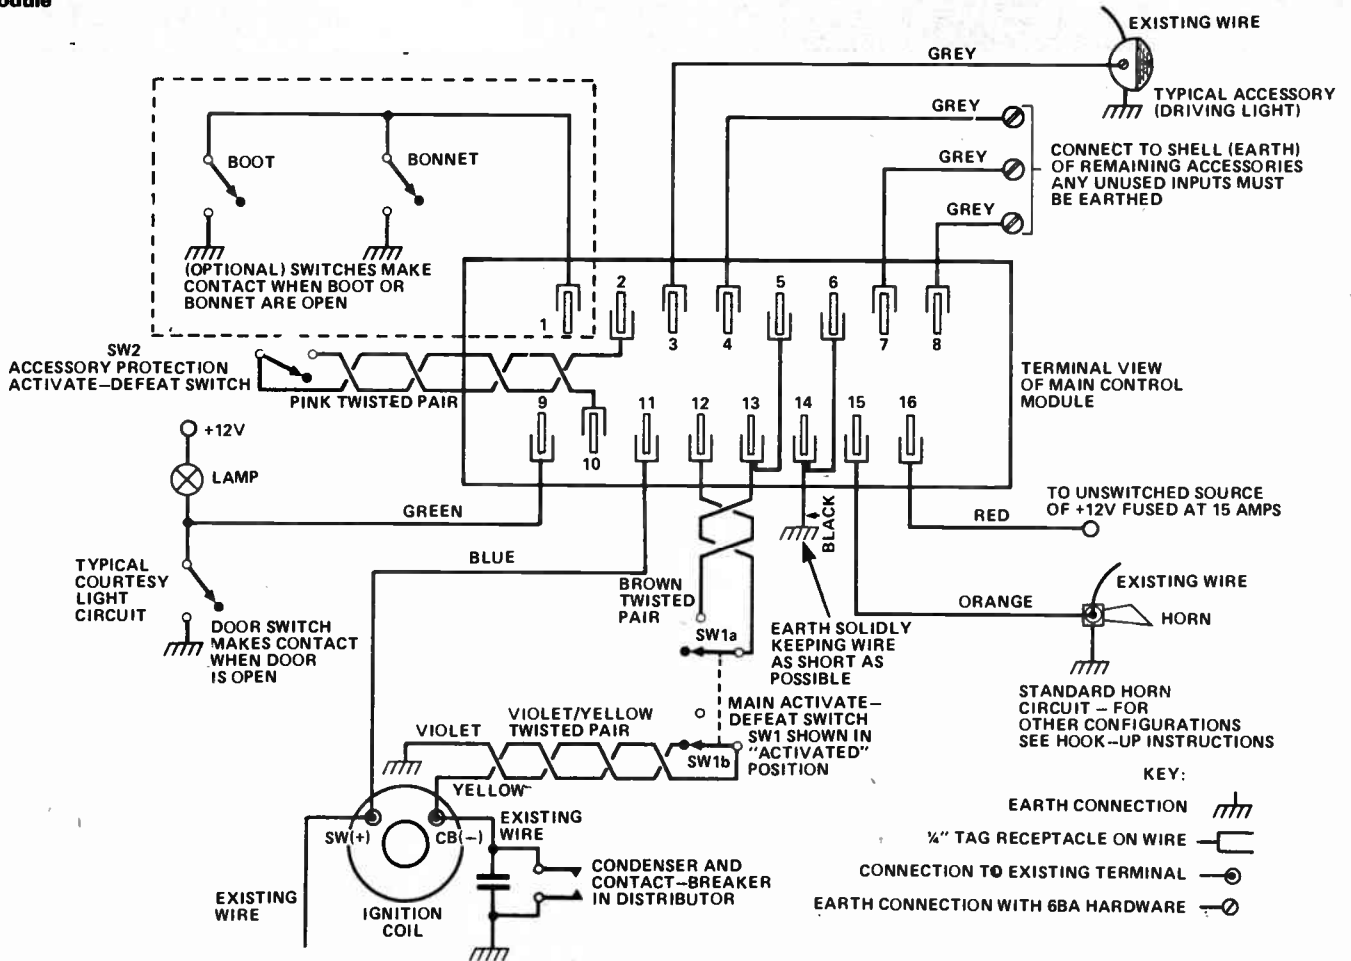 EXISTING WIRE
GREY
TYPICAL ACCESSORY
(DRIVING LIGHT)
GREY
CONNECT TO SHELL (EARTH)
OF REMAINING ACCESSORIES
ANY UNUSED INPUTS MUST
BE EARTHED
GREY
GREY
BOOT
BONNET
(OPTIONAL) SWITCHES MAKE
CONTACT WHEN BOOT OR
BONNET ARE OPEN
1
2
3
4
5
6
7
8
SW2
ACCESSORY PROTECTION
ACTIVATE–DEFEAT SWITCH
PINK TWISTED PAIR
TERMINAL VIEW
OF MAIN CONTROL
MODULE
9
10
11
12
13
14
15
16
+12V
LAMP
GREEN
BLUE
TYPICAL
COURTESY
LIGHT
CIRCUIT
DOOR SWITCH
MAKES CONTACT
WHEN DOOR
IS OPEN
BROWN
TWISTED
PAIR
SW1a
BLACK
EARTH SOLIDLY
KEEPING WIRE
AS SHORT AS
POSSIBLE
RED
TO UNSWITCHED SOURCE
OF +12V FUSED AT 15 AMPS
ORANGE
EXISTING WIRE
HORN
STANDARD HORN
CIRCUIT – FOR
OTHER CONFIGURATIONS
SEE HOOK–UP INSTRUCTIONS
MAIN ACTIVATE–
DEFEAT SWITCH
SW1 SHOWN IN
"ACTIVATED"
POSITION
SW1b
VIOLET/YELLOW
TWISTED PAIR
VIOLET
YELLOW
SW(+)
CB(–)
EXISTING
WIRE
EXISTING
WIRE
IGNITION
COIL
CONDENSER AND
CONTACT–BREAKER
IN DISTRIBUTOR
KEY:
EARTH CONNECTION
¼" TAG RECEPTACLE ON WIRE
CONNECTION TO EXISTING TERMINAL
EARTH CONNECTION WITH 6BA HARDWARE